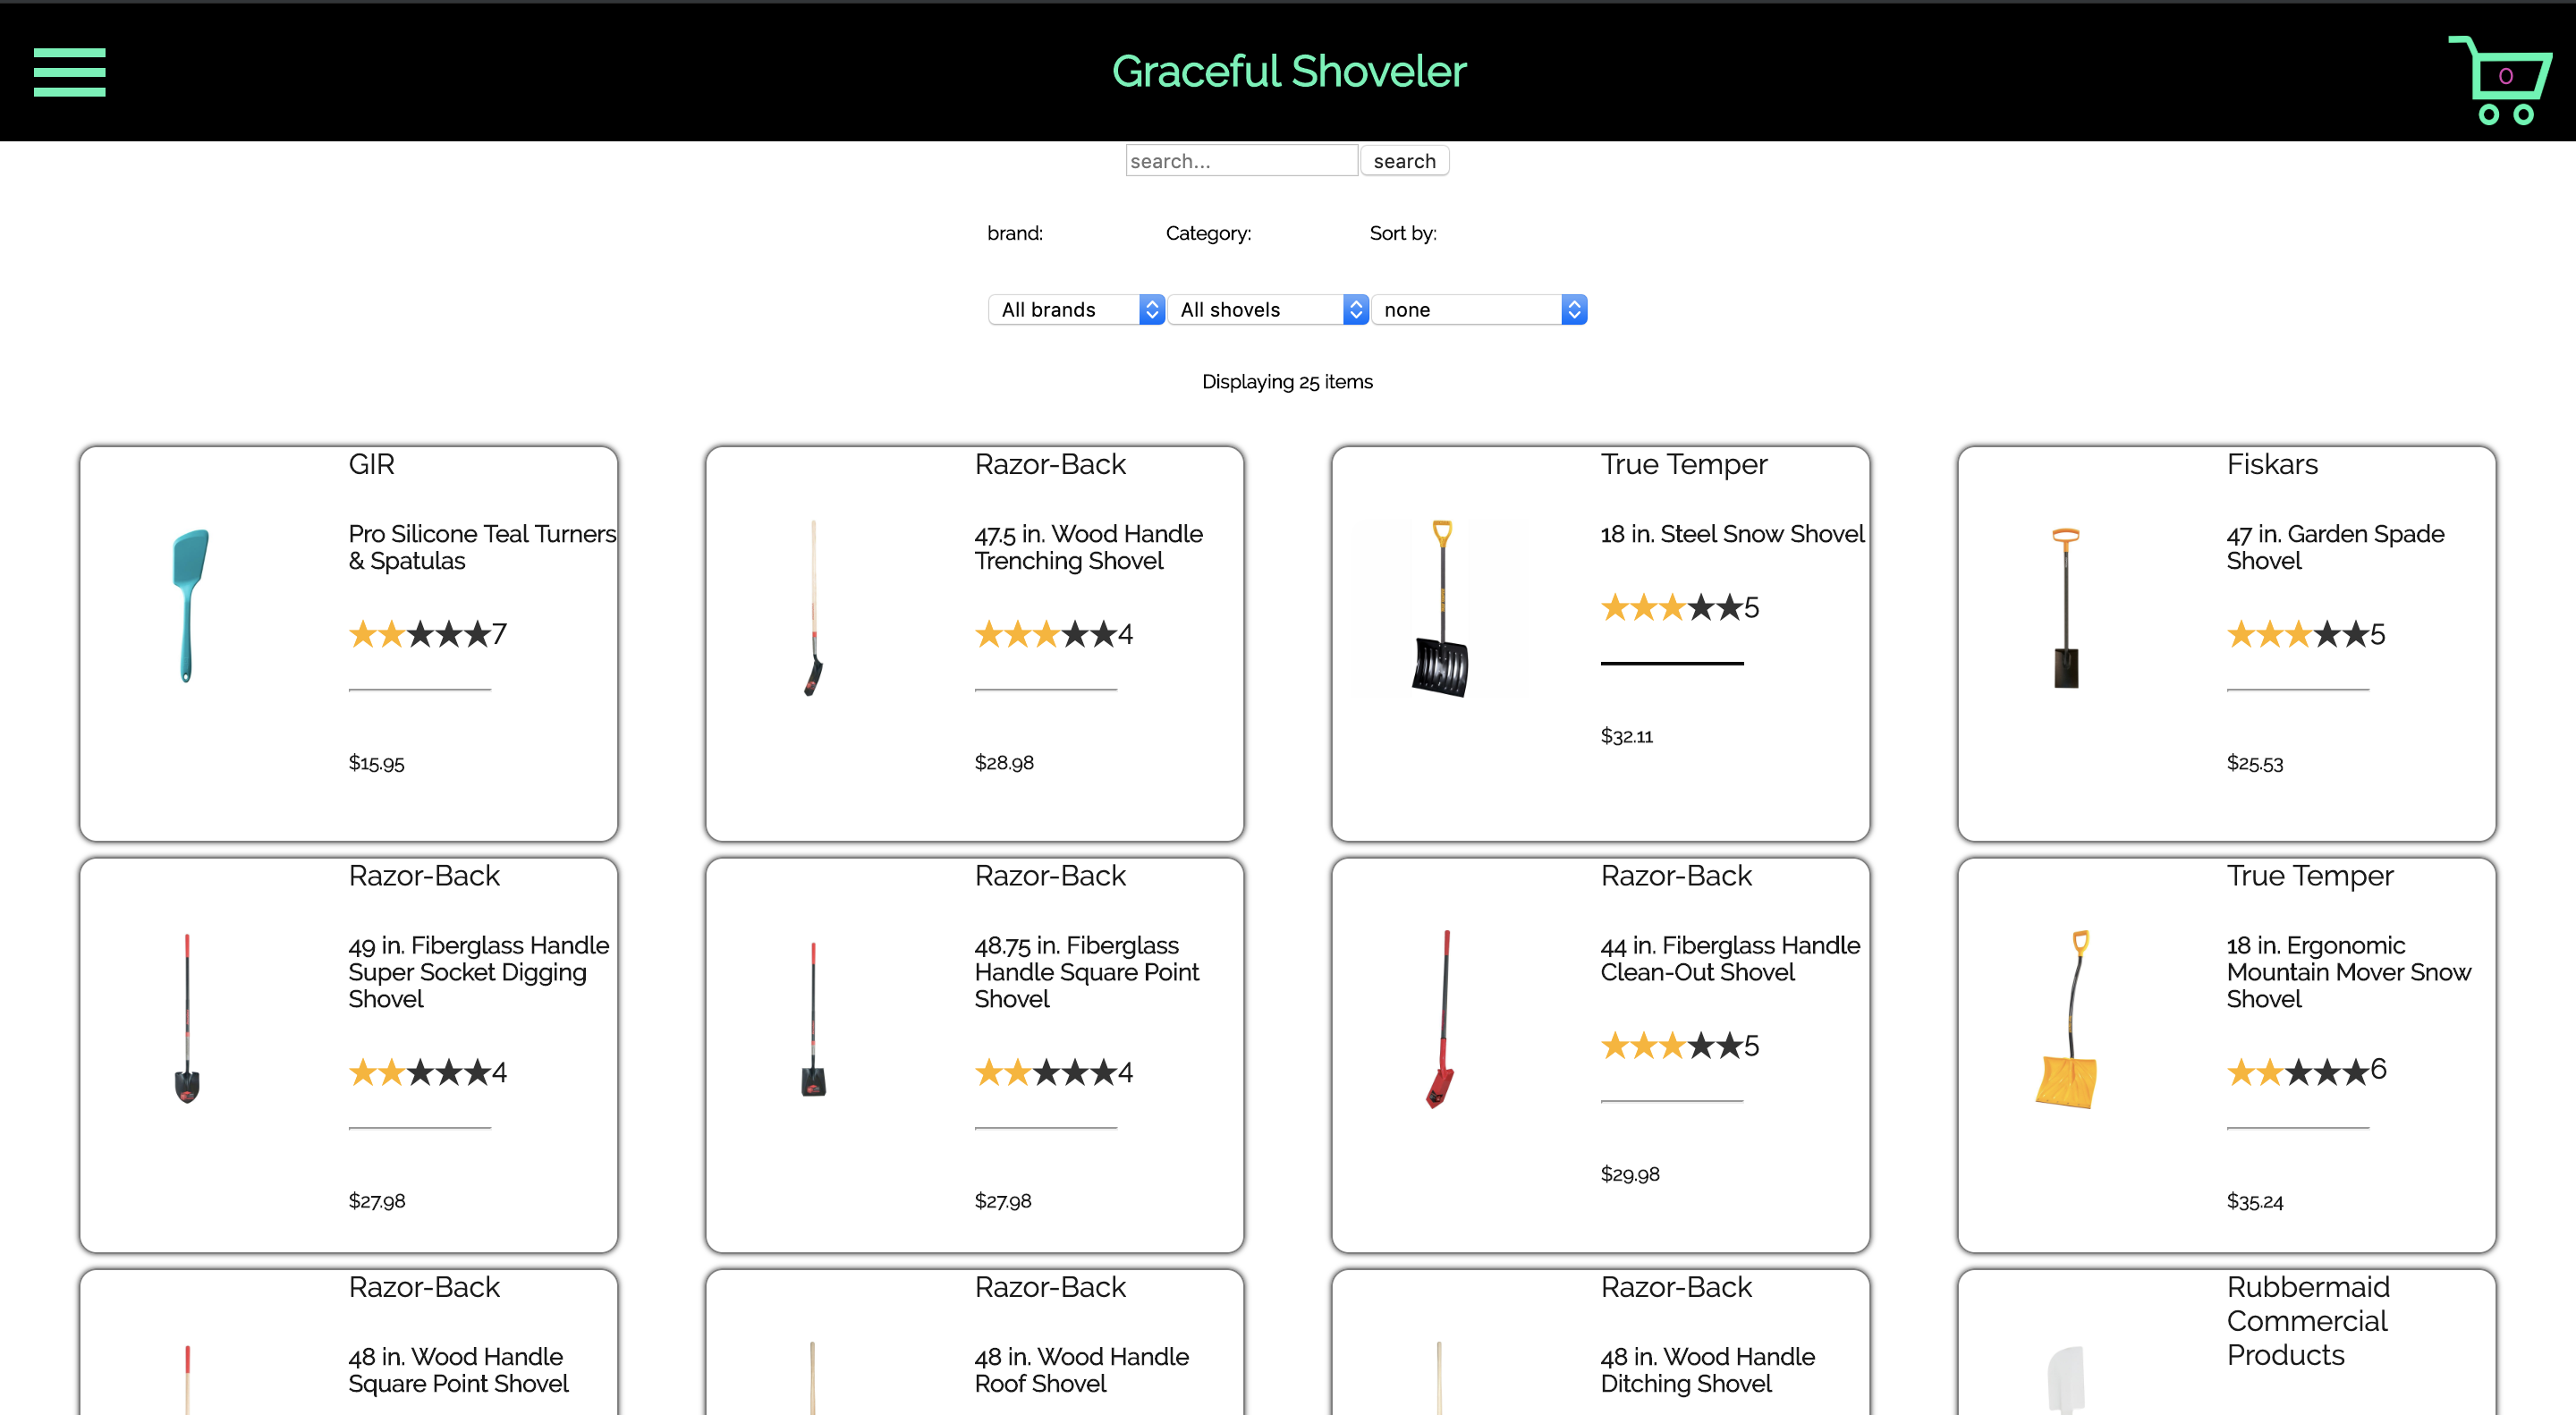 Graceful Shoveler
0
search...
search
brand:
Category:
Sort by:
All brands
All shovels
none
Displaying 25 items
GIR
Pro Silicone Teal Turners
& Spatulas
★★★★★7
$15.95
Razor-Back
47.5 in. Wood Handle
Trenching Shovel
★★★★★4
$28.98
True Temper
18 in. Steel Snow Shovel
★★★★★5
$32.11
Fiskars
47 in. Garden Spade
Shovel
★★★★★5
$25.53
Razor-Back
49 in. Fiberglass Handle
Super Socket Digging
Shovel
★★★★★4
$27.98
Razor-Back
48.75 in. Fiberglass
Handle Square Point
Shovel
★★★★★4
$27.98
Razor-Back
44 in. Fiberglass Handle
Clean-Out Shovel
★★★★★5
$29.98
True Temper
18 in. Ergonomic
Mountain Mover Snow
Shovel
★★★★★6
$35.24
Razor-Back
48 in. Wood Handle
Square Point Shovel
Razor-Back
48 in. Wood Handle
Roof Shovel
Razor-Back
48 in. Wood Handle
Ditching Shovel
Rubbermaid
Commercial
Products